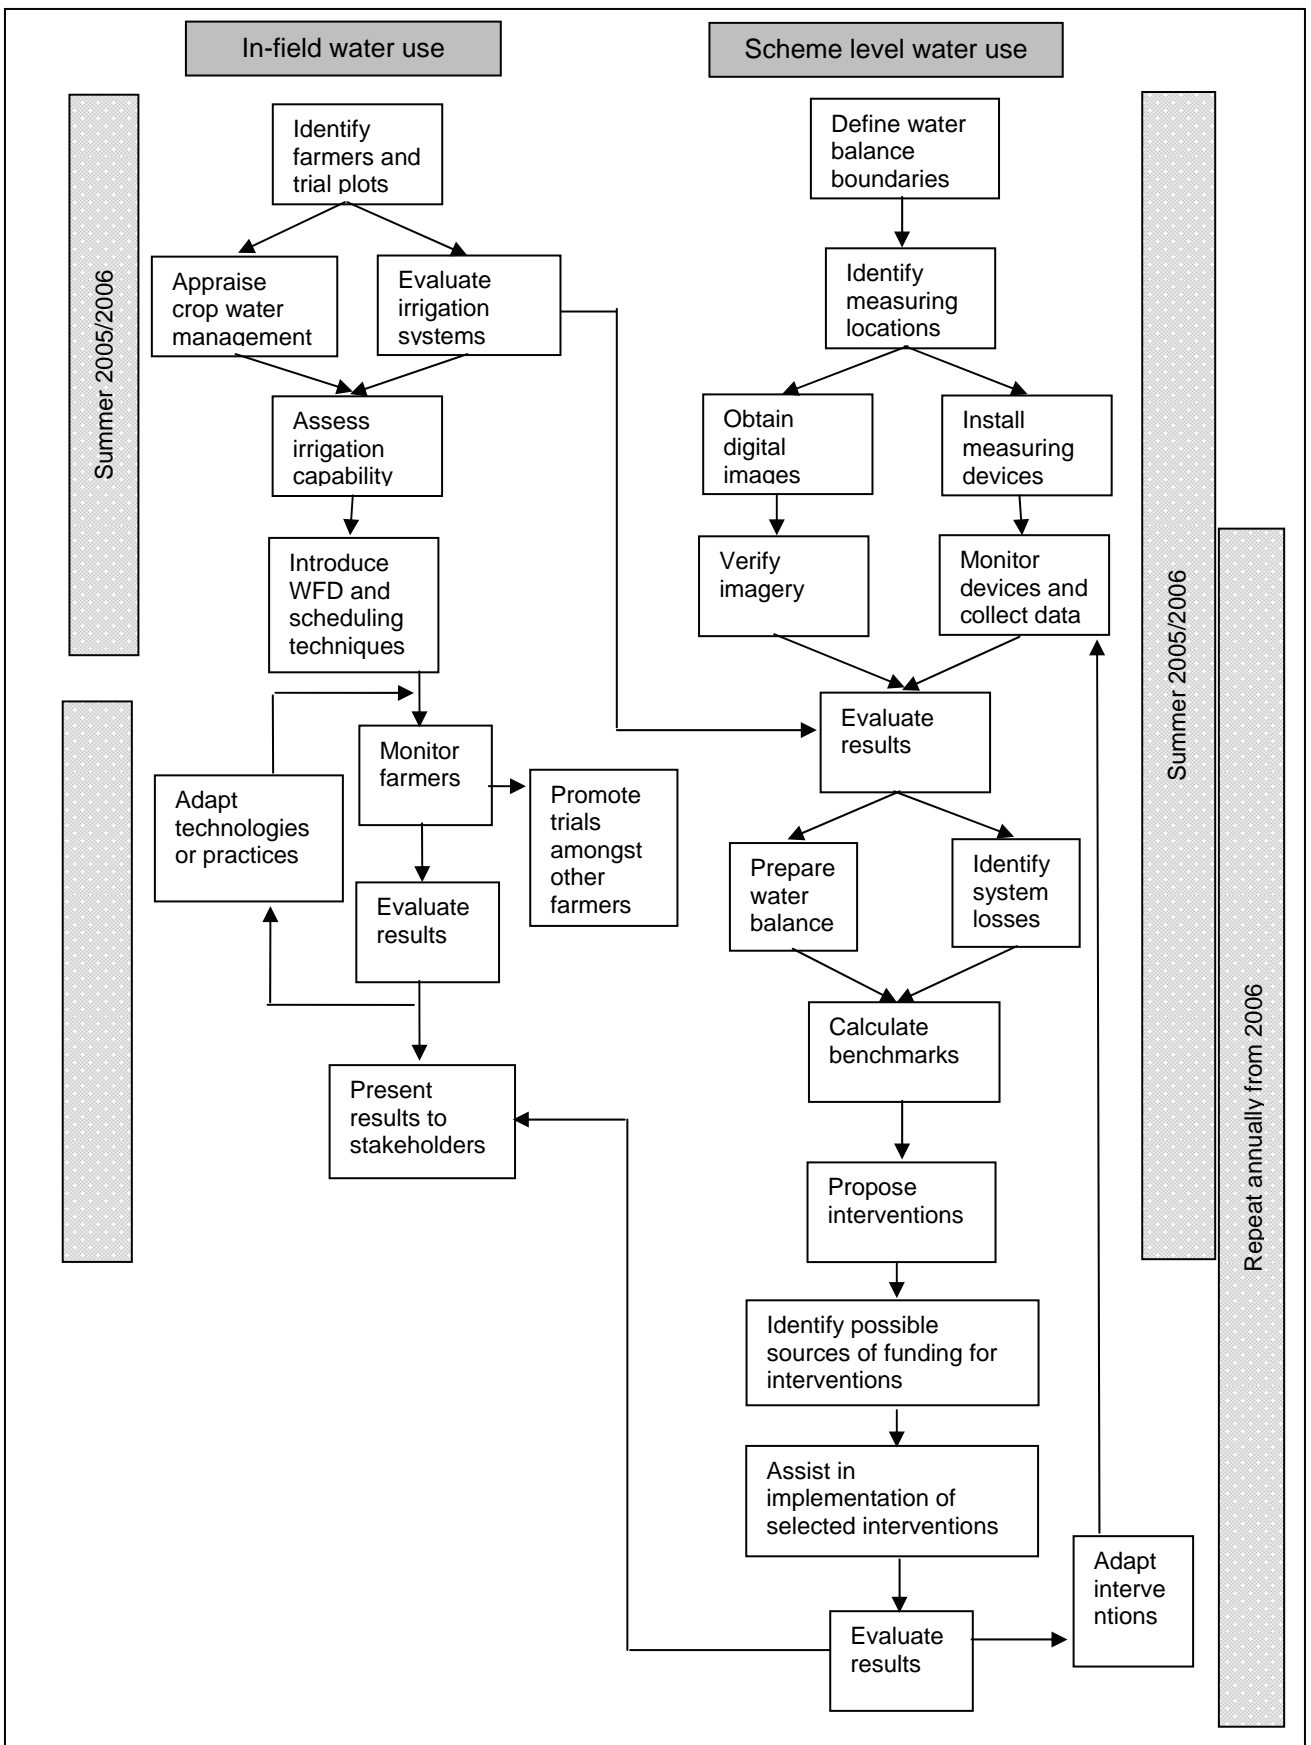 In-field water use
Scheme level water use
Summer 2005/2006
Identify
farmers and
trial plots
Appraise
crop water
management
Evaluate
irrigation
systems
Assess
irrigation
capability
Introduce
WFD and
scheduling
techniques
Monitor
farmers
Adapt
technologies
or practices
Promote
trials
amongst
other
farmers
Evaluate
results
Present
results to
stakeholders
Define water
balance
boundaries
Identify
measuring
locations
Obtain
digital
images
Install
measuring
devices
Verify
imagery
Monitor
devices and
collect data
Evaluate
results
Prepare
water
balance
Identify
system
losses
Calculate
benchmarks
Propose
interventions
Identify possible
sources of funding for
interventions
Assist in
implementation of
selected interventions
Evaluate
results
Adapt
interve
ntions
Summer 2005/2006
Repeat annually from 2006